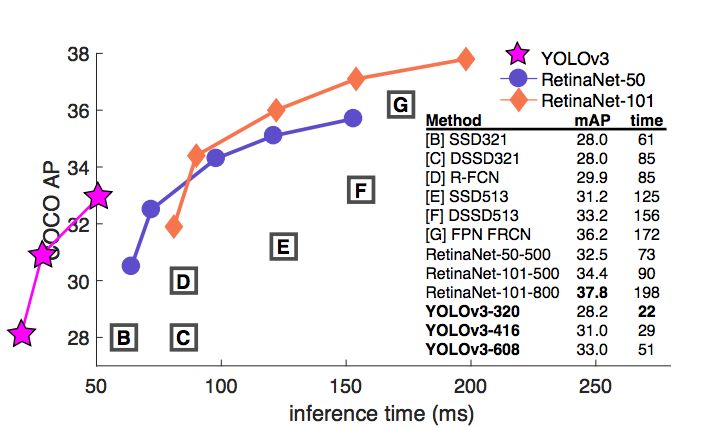 38
36
34
32
30
28
COCO AP
50
100
150
200
250
inference time (ms)
B
C
D
E
F
G
YOLOv3
RetinaNet-50
RetinaNet-101
Method mAP time
[B] SSD321 28.0 61
[C] DSSD321 28.0 85
[D] R-FCN 29.9 85
[E] SSD513 31.2 125
[F] DSSD513 33.2 156
[G] FPN FRCN 36.2 172
RetinaNet-50-500 32.5 73
RetinaNet-101-500 34.4 90
RetinaNet-101-800 37.8 198
YOLOv3-320 28.2 22
YOLOv3-416 31.0 29
YOLOv3-608 33.0 51